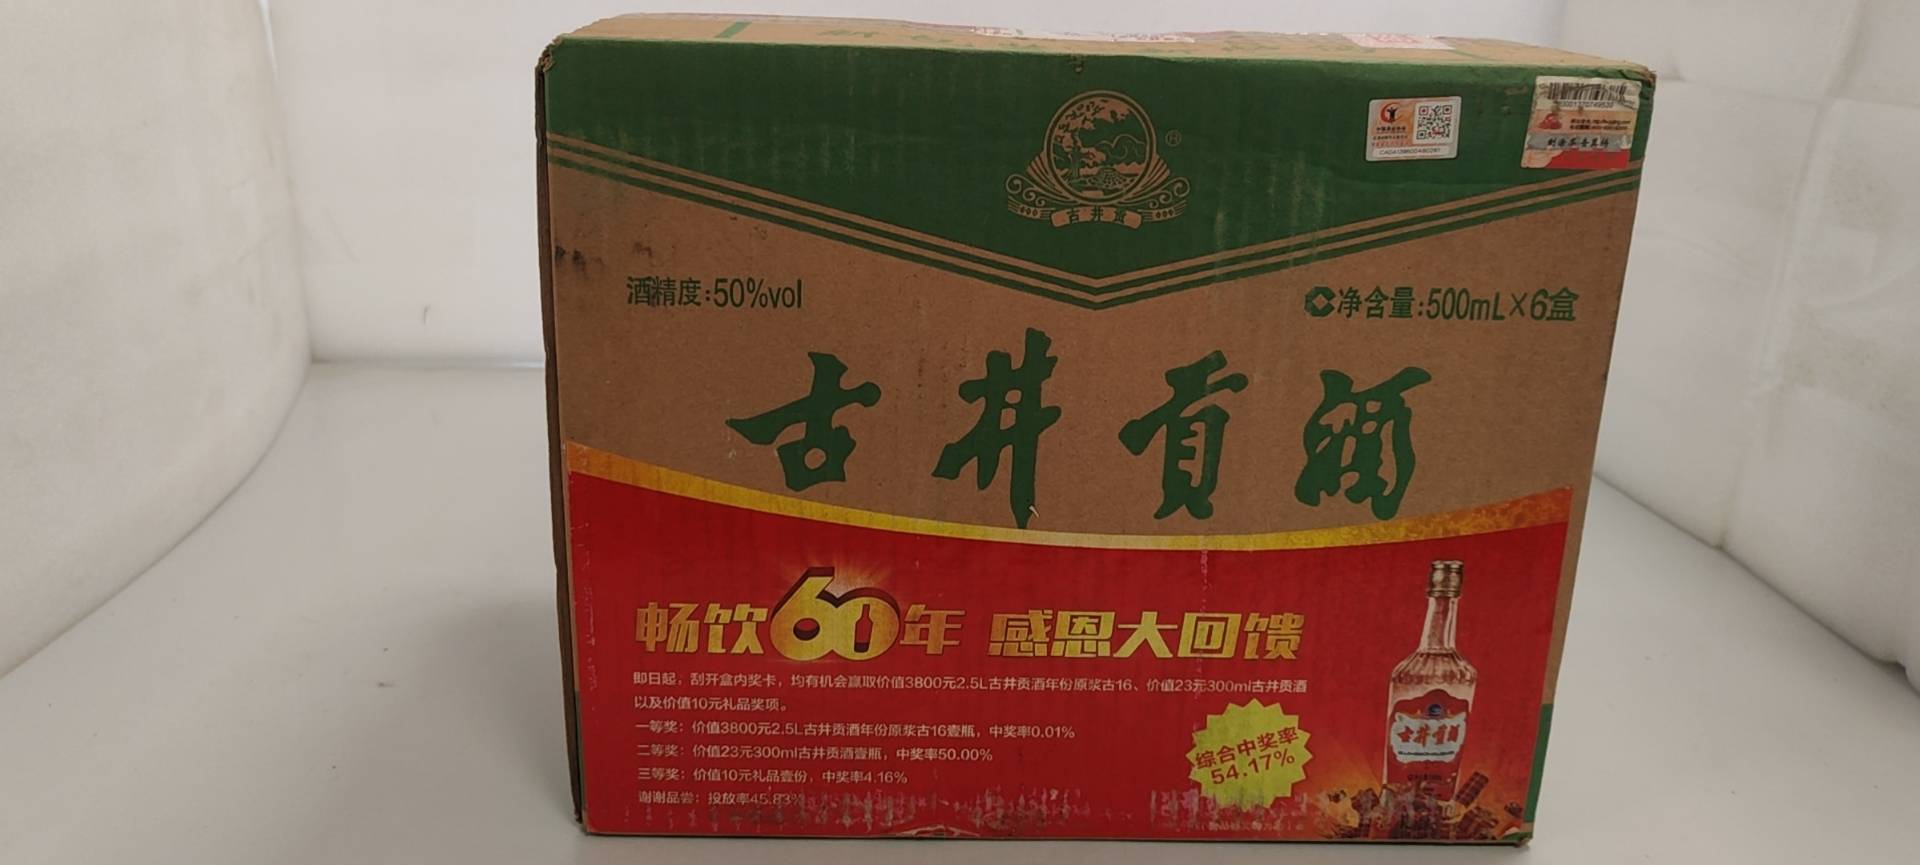 古井贡
中国酒业协会
酒精度:50%vol
净含量:500mL×6盒
古井贡酒
畅饮60年 感恩大回馈
即日起，刮开盒内奖卡，均有机会赢取价值3800元2.5L古井贡酒年份原浆古16、价值23元300ml古井贡酒
以及价值10元礼品奖项。
一等奖：价值3800元2.5L古井贡酒年份原浆古16壹瓶，中奖率0.01%
二等奖：价值23元300ml古井贡酒壹瓶，中奖率50.00%
三等奖：价值10元礼品壹份，中奖率4.16%
谢谢品尝：投放率45.83%
综合中奖率
54.17%
古井贡酒